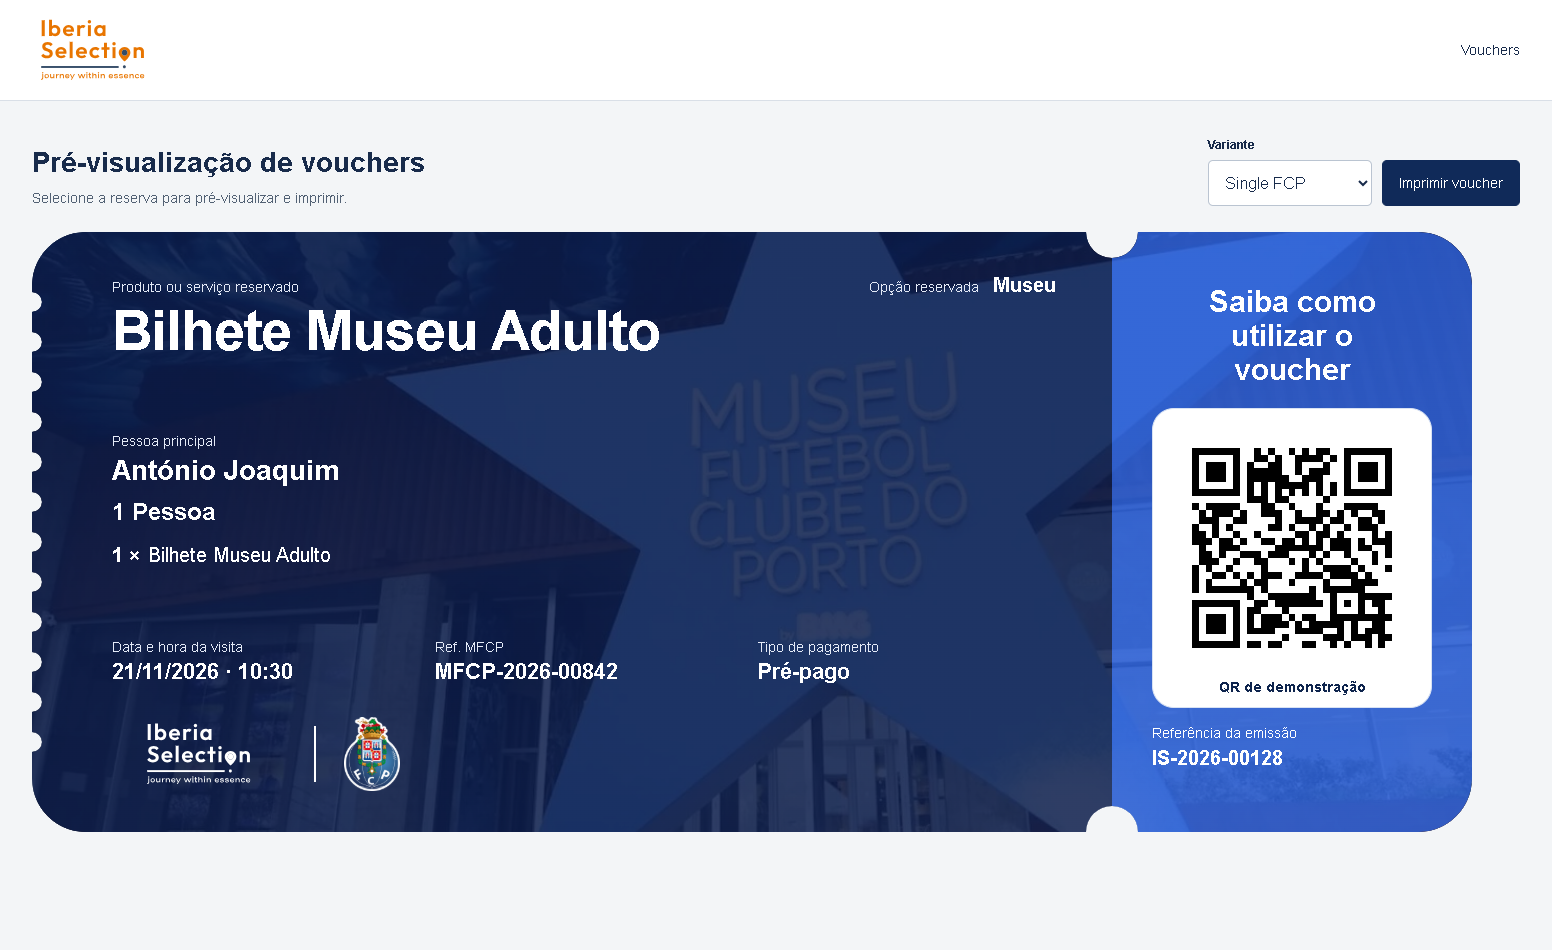 Iberia
Selection
journey within essence
Vouchers
Pré-visualização de vouchers
Selecione a reserva para pré-visualizar e imprimir.
Variante
Single FCP
Imprimir voucher
Produto ou serviço reservado
Bilhete Museu Adulto
Opção reservada Museu
MUSEU
FUTEBOL
CLUBE DO
PORTO
Pessoa principal
António Joaquim
1 Pessoa
1 × Bilhete Museu Adulto
Data e hora da visita
21/11/2026 · 10:30
Ref. MFCP
MFCP-2026-00842
Tipo de pagamento
Pré-pago
Iberia
Selection
journey within essence
FCP
Saiba como
utilizar o
voucher
QR de demonstração
Referência da emissão
IS-2026-00128